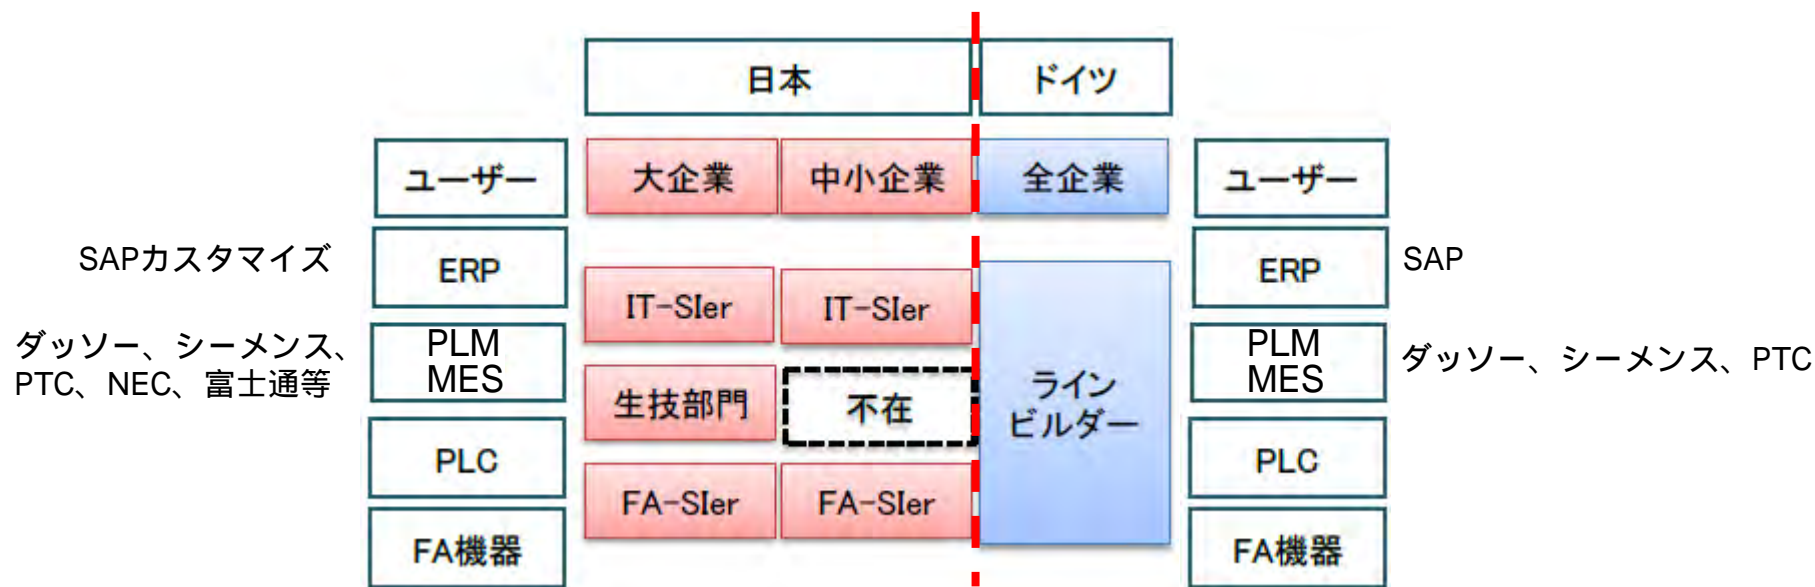 日本
ドイツ
ユーザー
大企業
中小企業
全企業
ユーザー
SAPカスタマイズ
ERP
IT-SIer
IT-SIer
ERP
SAP
ダッソー、シーメンス、
PTC、NEC、富士通等
PLM
MES
生技部門
不在
ライン
ビルダー
PLM
MES
ダッソー、シーメンス、PTC
PLC
FA-SIer
FA-SIer
PLC
FA機器
FA機器